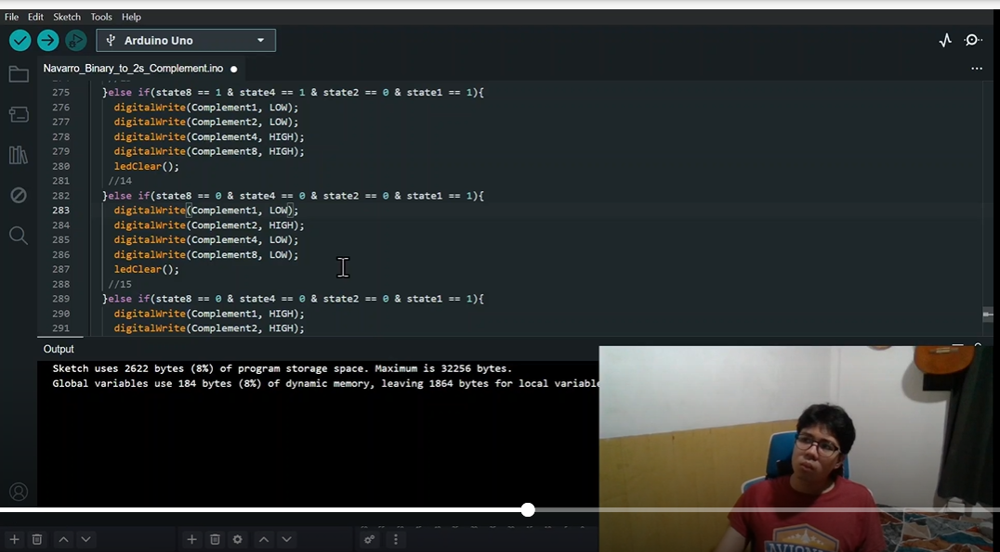 File Edit Sketch Tools Help
Arduino Uno
Navarro_Binary_to_2s_Complement.ino
275 }else if(state8 == 1 & state4 == 1 & state2 == 0 & state1 == 1){
276 digitalWrite(Complement1, LOW);
277 digitalWrite(Complement2, LOW);
278 digitalWrite(Complement4, HIGH);
279 digitalWrite(Complement8, HIGH);
280 ledClear();
281 //14
282 }else if(state8 == 0 & state4 == 0 & state2 == 0 & state1 == 1){
283 digitalWrite(Complement1, LOW);
284 digitalWrite(Complement2, HIGH);
285 digitalWrite(Complement4, LOW);
286 digitalWrite(Complement8, LOW);
287 ledClear();
288 //15
289 }else if(state8 == 0 & state4 == 0 & state2 == 0 & state1 == 1){
290 digitalWrite(Complement1, HIGH);
291 digitalWrite(Complement2, HIGH);
Output
Sketch uses 2622 bytes (8%) of program storage space. Maximum is 32256 bytes.
Global variables use 184 bytes (8%) of dynamic memory, leaving 1864 bytes for local variable